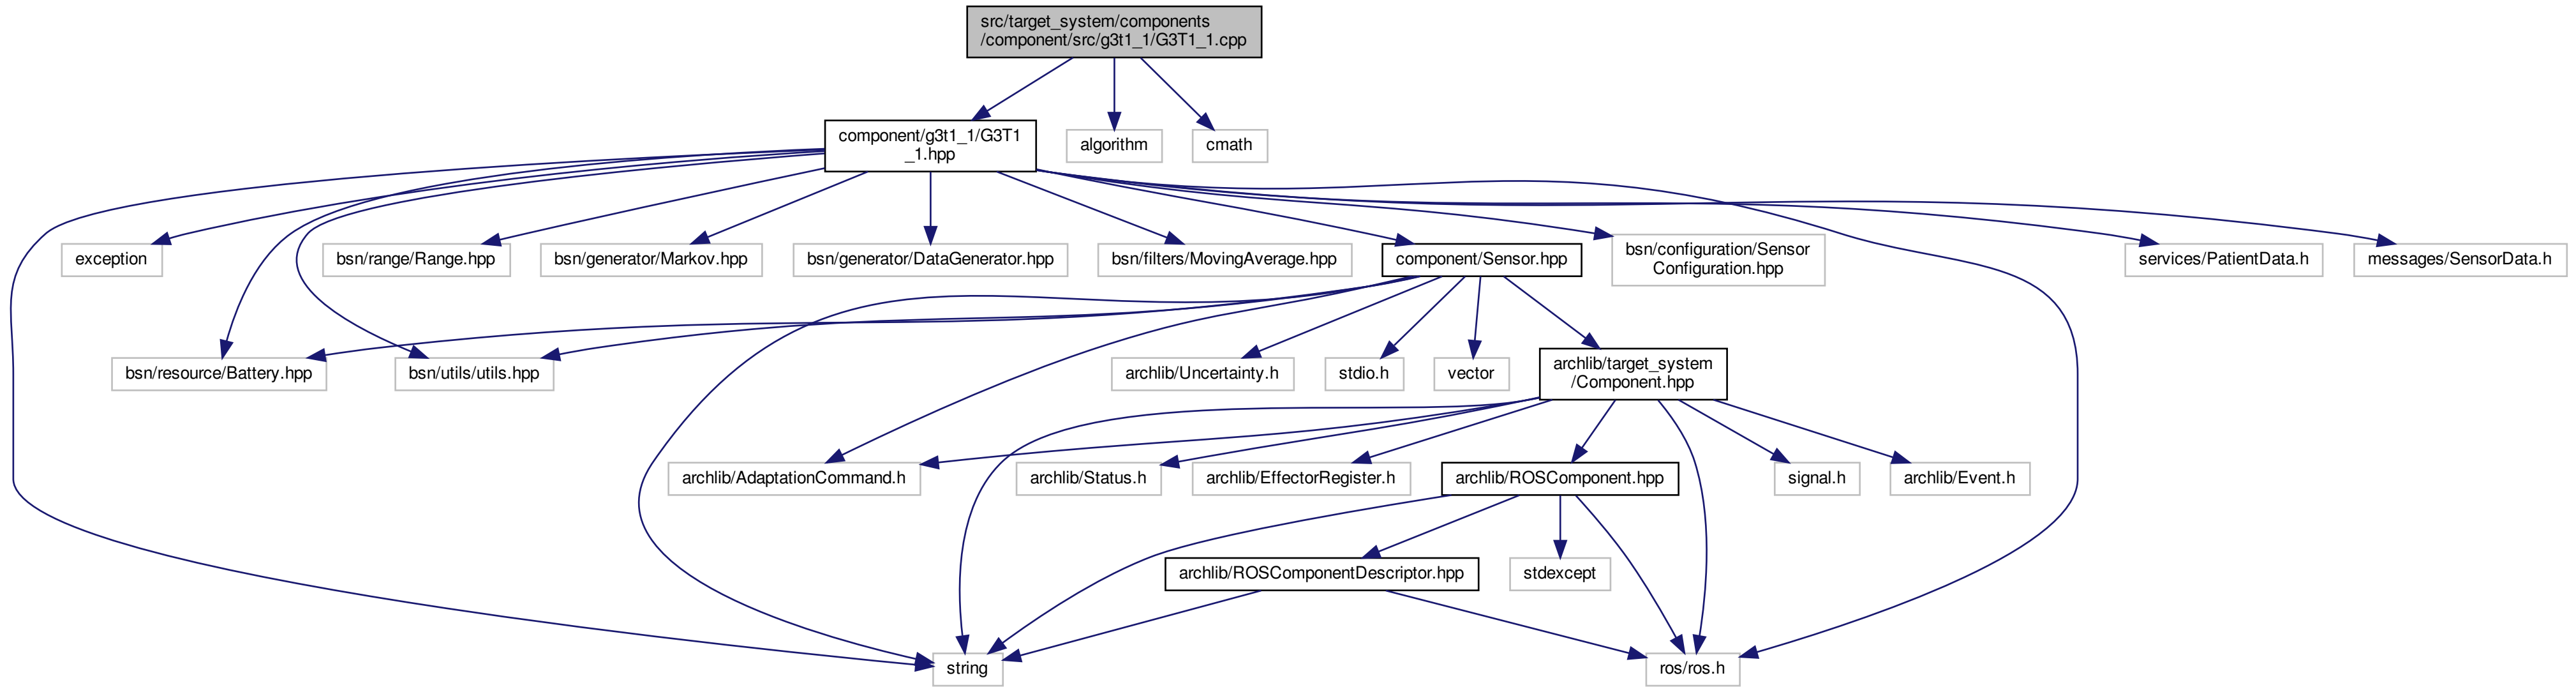 src/target_system/components
/component/src/g3t1_1/G3T1_1.cpp
component/g3t1_1/G3T1
_1.hpp
algorithm
cmath
exception
bsn/range/Range.hpp
bsn/generator/Markov.hpp
bsn/generator/DataGenerator.hpp
bsn/filters/MovingAverage.hpp
component/Sensor.hpp
bsn/configuration/Sensor
Configuration.hpp
services/PatientData.h
messages/SensorData.h
bsn/resource/Battery.hpp
bsn/utils/utils.hpp
archlib/Uncertainty.h
stdio.h
vector
archlib/target_system
/Component.hpp
archlib/AdaptationCommand.h
archlib/Status.h
archlib/EffectorRegister.h
archlib/ROSComponent.hpp
signal.h
archlib/Event.h
archlib/ROSComponentDescriptor.hpp
stdexcept
string
ros/ros.h